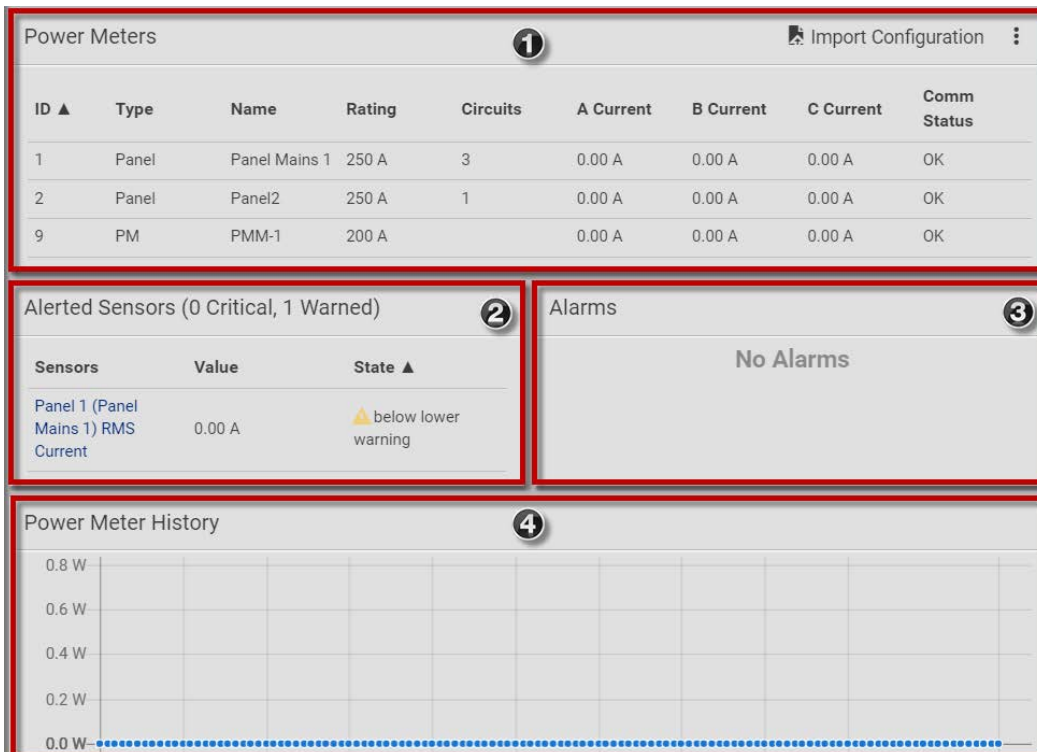 Power Meters
1
Import Configuration
ID ▲ Type Name Rating Circuits A Current B Current C Current Comm
Status
1 Panel Panel Mains 1 250 A 3 0.00 A 0.00 A 0.00 A OK
2 Panel Panel2 250 A 1 0.00 A 0.00 A 0.00 A OK
9 PM PMM-1 200 A 0.00 A 0.00 A 0.00 A OK
Alerted Sensors (0 Critical, 1 Warned)
2
Sensors Value State ▲
Panel 1 (Panel
Mains 1) RMS
Current
0.00 A
below lower
warning
Alarms
3
No Alarms
Power Meter History
4
0.8 W
0.6 W
0.4 W
0.2 W
0.0 W